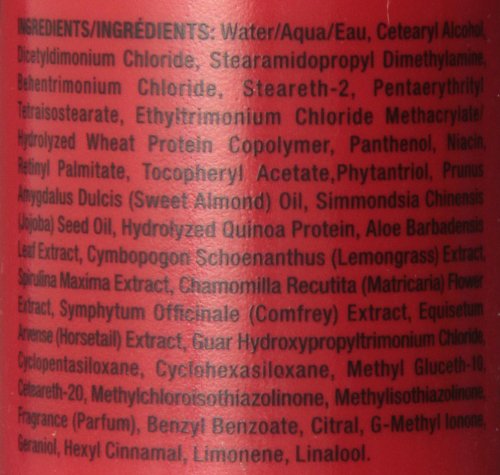 INGREDIENTS/INGRÉDIENTS: Water/Aqua/Eau, Cetearyl Alcohol,
Dicetyldimonium Chloride, Stearamidopropyl Dimethylamine,
Behentrimonium Chloride, Steareth-2, Pentaerythrityl
Tetraisostearate, Ethyltrimonium Chloride Methacrylate/
Hydrolyzed Wheat Protein Copolymer, Panthenol, Niacin,
Retinyl Palmitate, Tocopheryl Acetate,Phytantriol, Prunus
Amygdalus Dulcis (Sweet Almond) Oil, Simmondsia Chinensis
(Jojoba) Seed Oil, Hydrolyzed Quinoa Protein, Aloe Barbadensis
Leaf Extract, Cymbopogon Schoenanthus (Lemongrass) Extract,
Spirulina Maxima Extract, Chamomilla Recutita (Matricaria) Flower
Extract, Symphytum Officinale (Comfrey) Extract, Equisetum
Arvense (Horsetail) Extract, Guar Hydroxypropyltrimonium Chloride,
Cyclopentasiloxane, Cyclohexasiloxane, Methyl Gluceth-10,
Ceteareth-20, Methylchloroisothiazolinone, Methylisothiazolinone,
Fragrance (Parfum), Benzyl Benzoate, Citral, G-Methyl Ionone,
Geraniol, Hexyl Cinnamal, Limonene, Linalool.